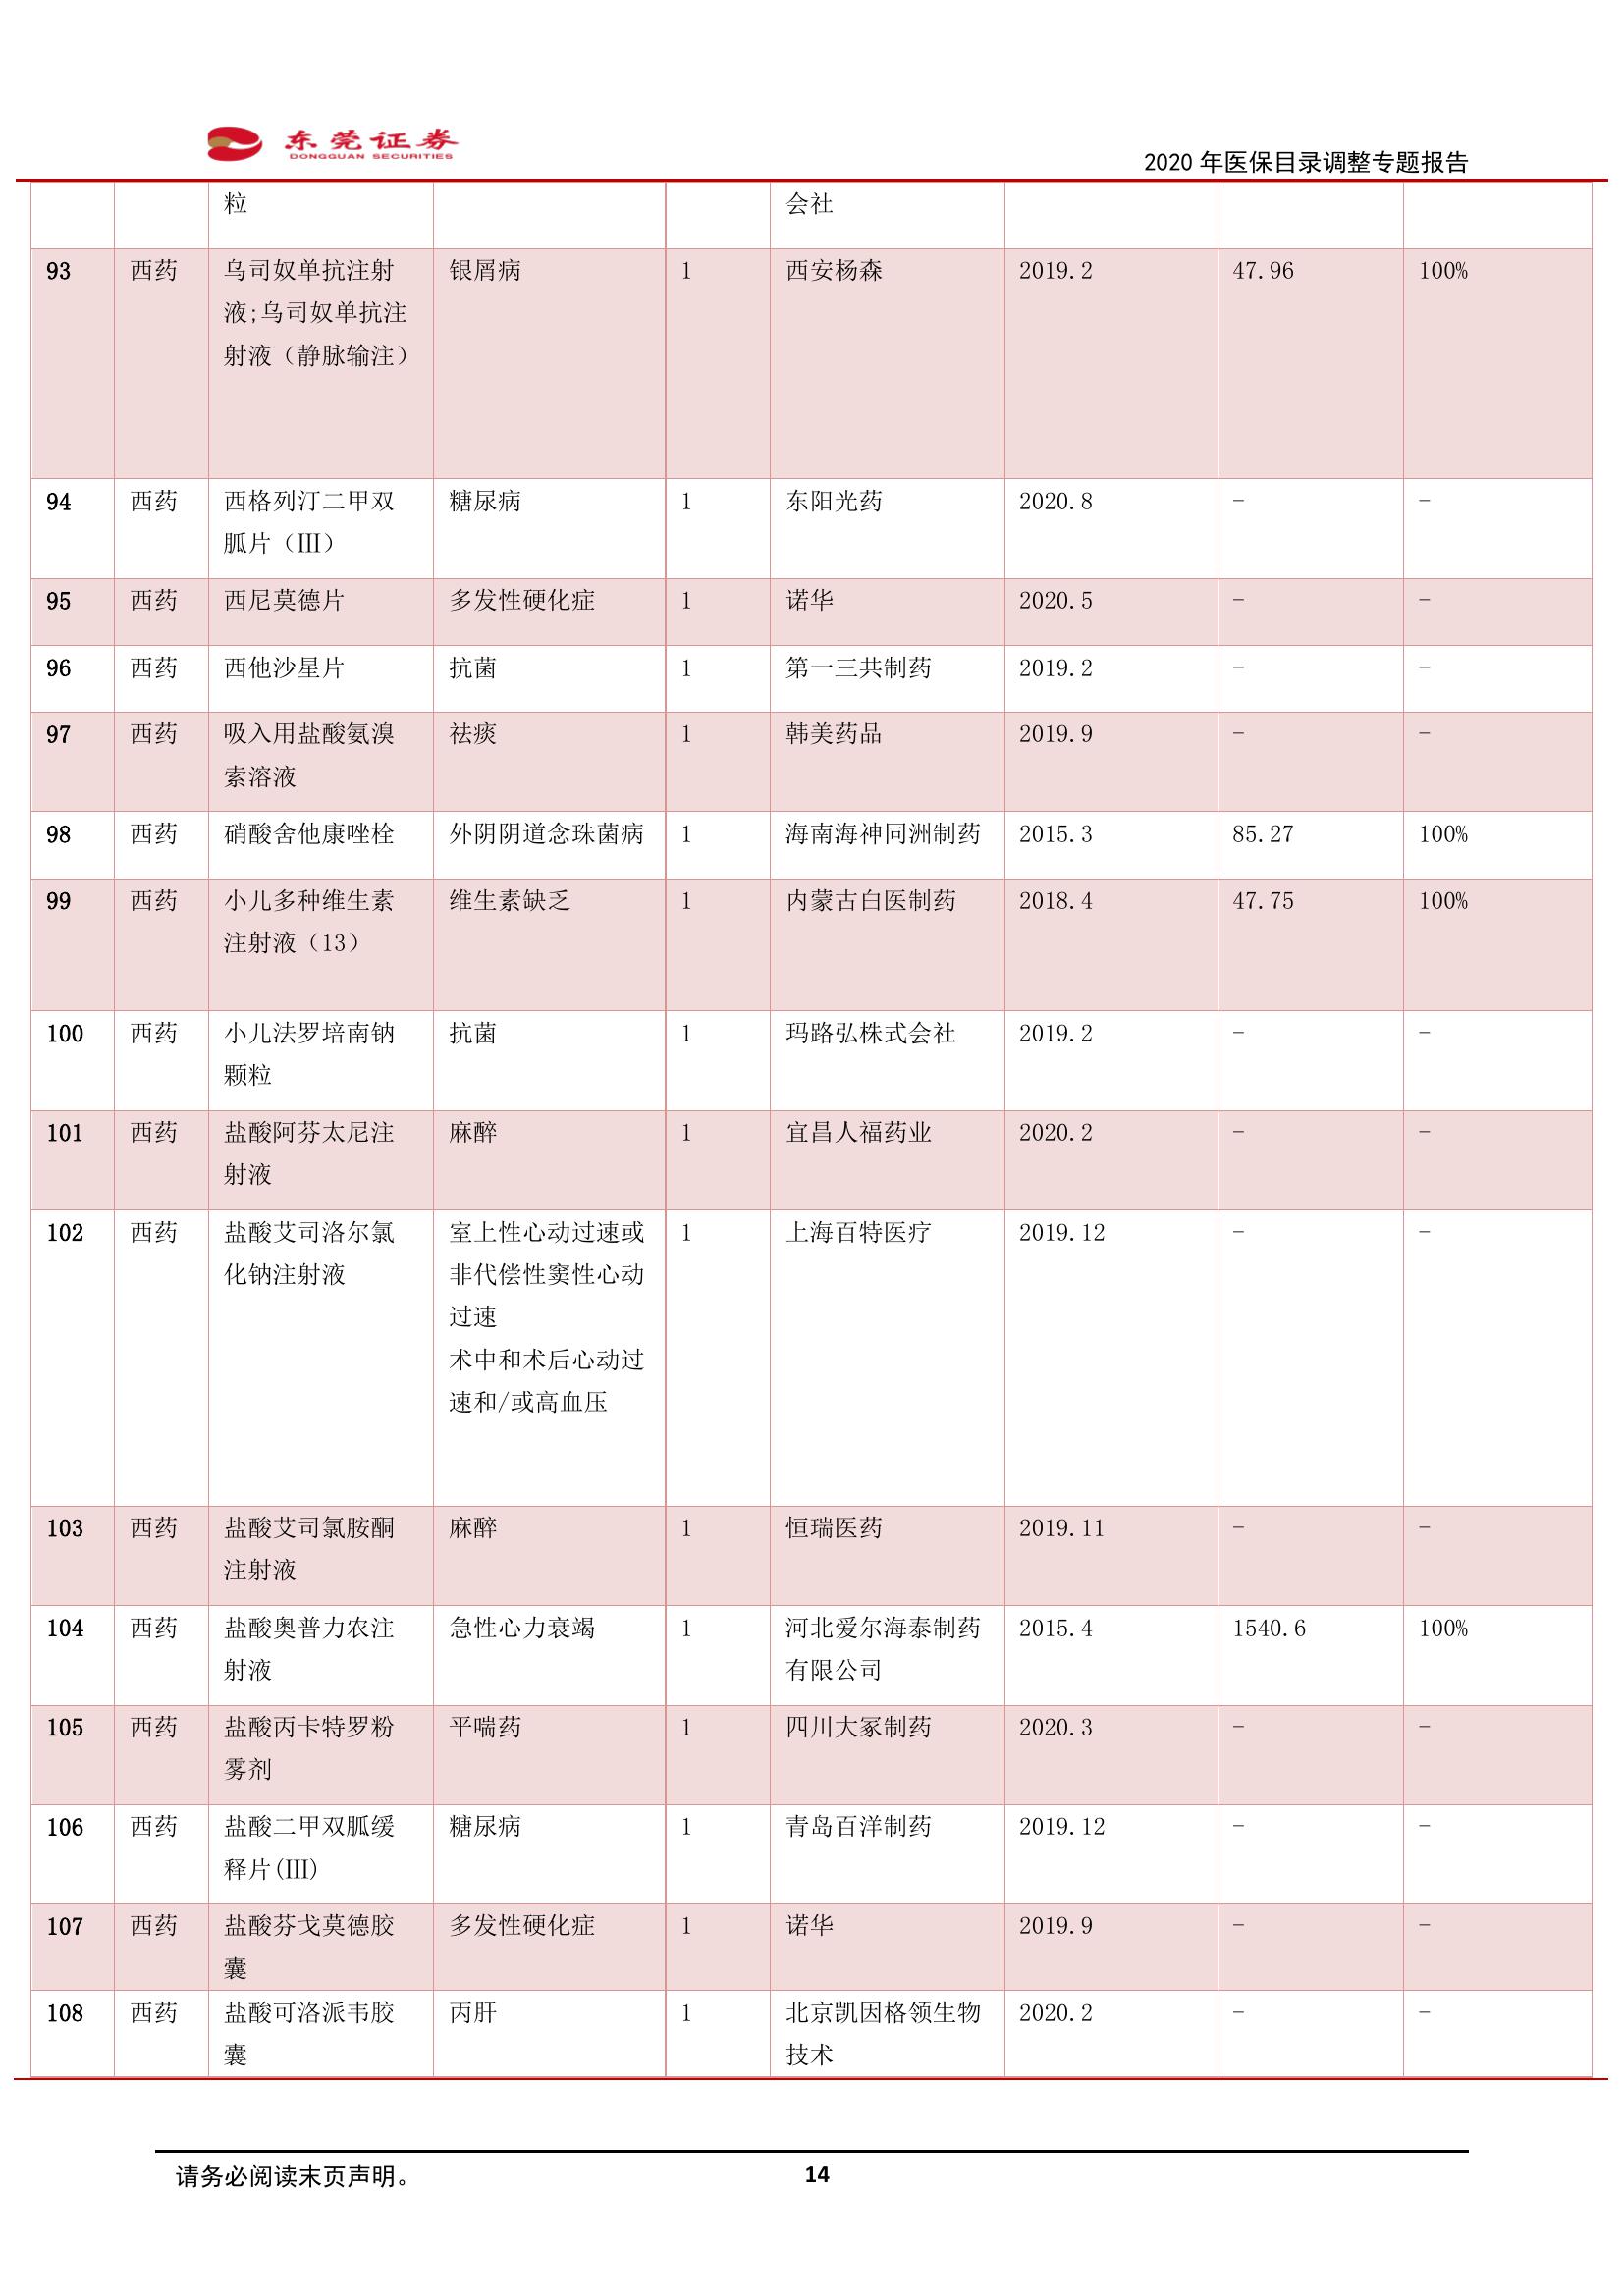 东莞证券
DONGGUAN SECURITIES
2020 年医保目录调整专题报告
粒 会社
93 西药 乌司奴单抗注射 银屑病 1 西安杨森 2019.2 47.96 100%
液;乌司奴单抗注
射液（静脉输注）
94 西药 西格列汀二甲双 糖尿病 1 东阳光药 2020.8 - -
胍片（Ⅲ）
95 西药 西尼莫德片 多发性硬化症 1 诺华 2020.5 - -
96 西药 西他沙星片 抗菌 1 第一三共制药 2019.2 - -
97 西药 吸入用盐酸氨溴 祛痰 1 韩美药品 2019.9 - -
索溶液
98 西药 硝酸舍他康唑栓 外阴阴道念珠菌病 1 海南海神同洲制药 2015.3 85.27 100%
99 西药 小儿多种维生素 维生素缺乏 1 内蒙古白医制药 2018.4 47.75 100%
注射液（13）
100 西药 小儿法罗培南钠 抗菌 1 玛路弘株式会社 2019.2 - -
颗粒
101 西药 盐酸阿芬太尼注 麻醉 1 宜昌人福药业 2020.2 - -
射液
102 西药 盐酸艾司洛尔氯 室上性心动过速或 1 上海百特医疗 2019.12 - -
化钠注射液 非代偿性窦性心动
过速
术中和术后心动过
速和/或高血压
103 西药 盐酸艾司氯胺酮 麻醉 1 恒瑞医药 2019.11 - -
注射液
104 西药 盐酸奥普力农注 急性心力衰竭 1 河北爱尔海泰制药 2015.4 1540.6 100%
射液 有限公司
105 西药 盐酸丙卡特罗粉 平喘药 1 四川大冢制药 2020.3 - -
雾剂
106 西药 盐酸二甲双胍缓 糖尿病 1 青岛百洋制药 2019.12 - -
释片(Ⅲ)
107 西药 盐酸芬戈莫德胶 多发性硬化症 1 诺华 2019.9 - -
囊
108 西药 盐酸可洛派韦胶 丙肝 1 北京凯因格领生物 2020.2 - -
囊 技术
请务必阅读末页声明。 14